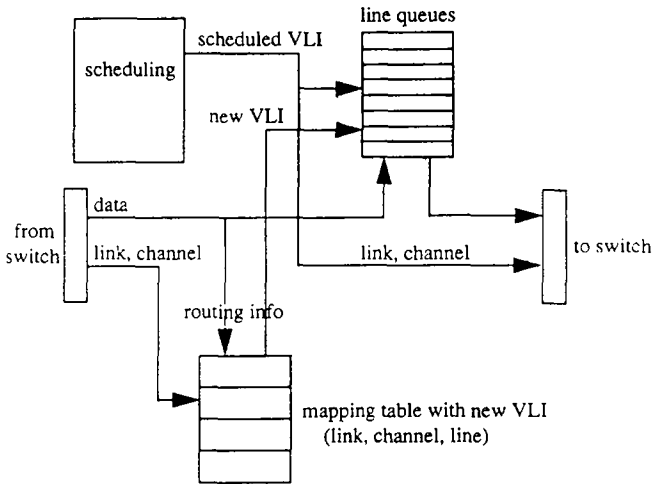 line queues
scheduled VLI
scheduling
new VLI
data
from
switch
link, channel
link, channel
to switch
routing info
mapping table with new VLI
(link, channel, line)